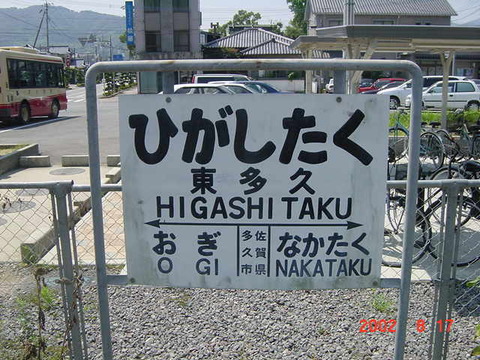 ひがしたく
東多久
HIGASHI TAKU
おぎ
OGI
佐賀県
多久市
なかたく
NAKATAKU
2002 8 17